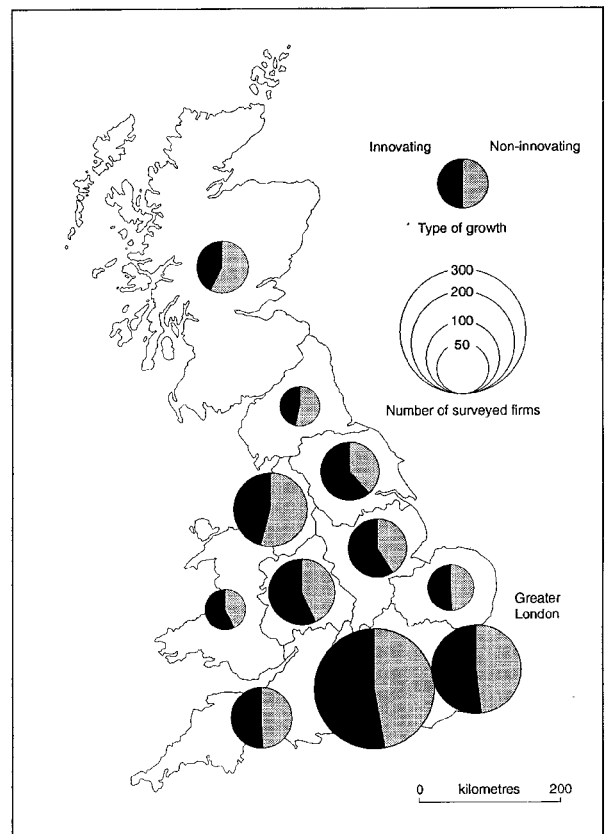 Innovating Non-innovating
Type of growth
300
200
100
50
Number of surveyed firms
Greater
London
0 kilometres 200